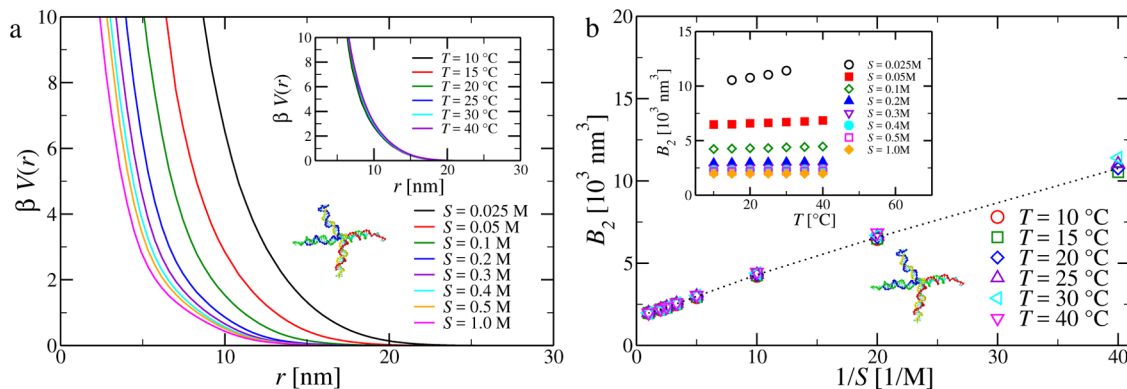 a
β V(r)
10
8
6
4
2
0
0
10
20
30
r [nm]
β V(r)
10
8
6
4
2
0
0
10
20
30
r [nm]
T = 10 °C
T = 15 °C
T = 20 °C
T = 25 °C
T = 30 °C
T = 40 °C
S = 0.025 M
S = 0.05 M
S = 0.1 M
S = 0.2 M
S = 0.3 M
S = 0.4 M
S = 0.5 M
S = 1.0 M
b
B₂ [10³ nm³]
20
15
10
5
0
0
10
20
30
40
1/S [1/M]
B₂ [10³ nm³]
15
10
5
0
20
40
60
T [°C]
S = 0.025M
S = 0.05M
S = 0.1M
S = 0.2M
S = 0.3M
S = 0.4M
S = 0.5M
S = 1.0M
T = 10 °C
T = 15 °C
T = 20 °C
T = 25 °C
T = 30 °C
T = 40 °C